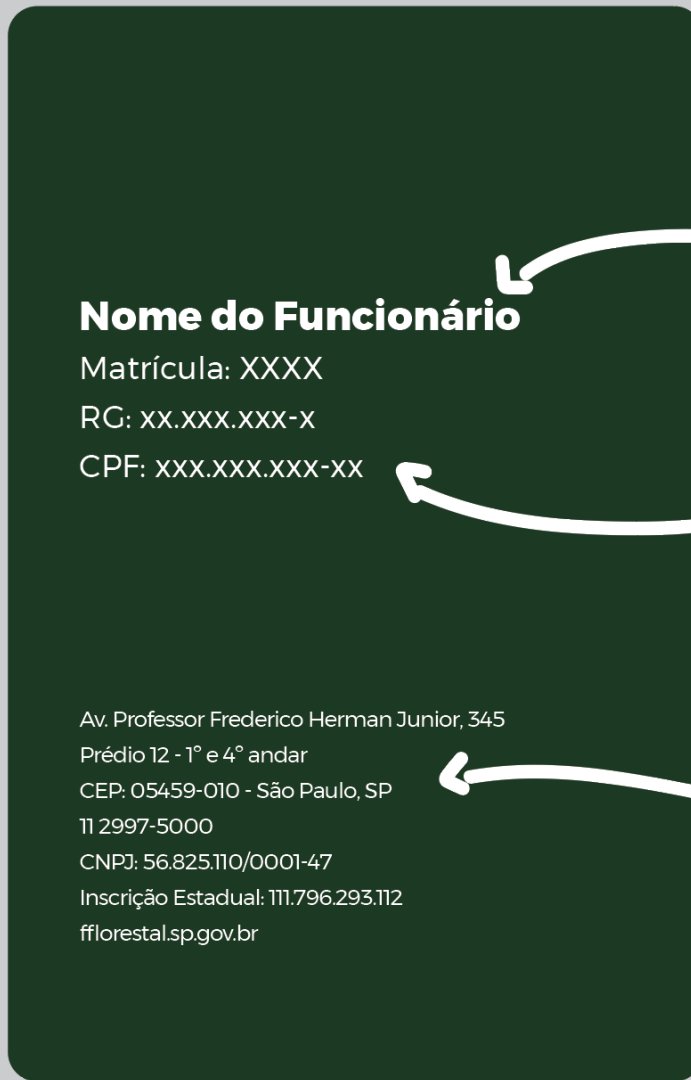 Nome do Funcionário
Matrícula: XXXX
RG: xx.xxx.xxx-x
CPF: xxx.xxx.xxx-xx
Av. Professor Frederico Herman Junior, 345
Prédio 12 - 1º e 4º andar
CEP: 05459-010 - São Paulo, SP
11 2997-5000
CNPJ: 56.825.110/0001-47
Inscrição Estadual: 111.796.293.112
fflorestal.sp.gov.br